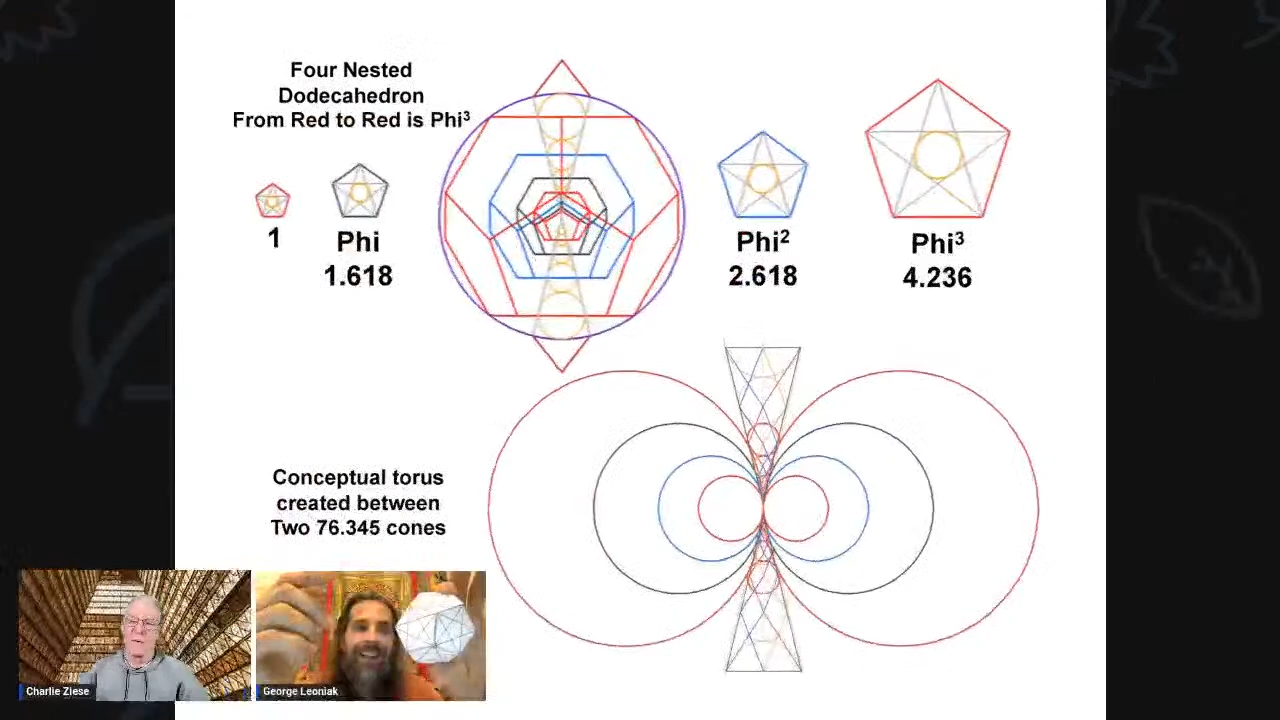 Four Nested
Dodecahedron
From Red to Red is Phi³
1
Phi
1.618
Phi²
2.618
Phi³
4.236
Conceptual torus
created between
Two 76.345 cones
Charlie Ziese
George Leoniak